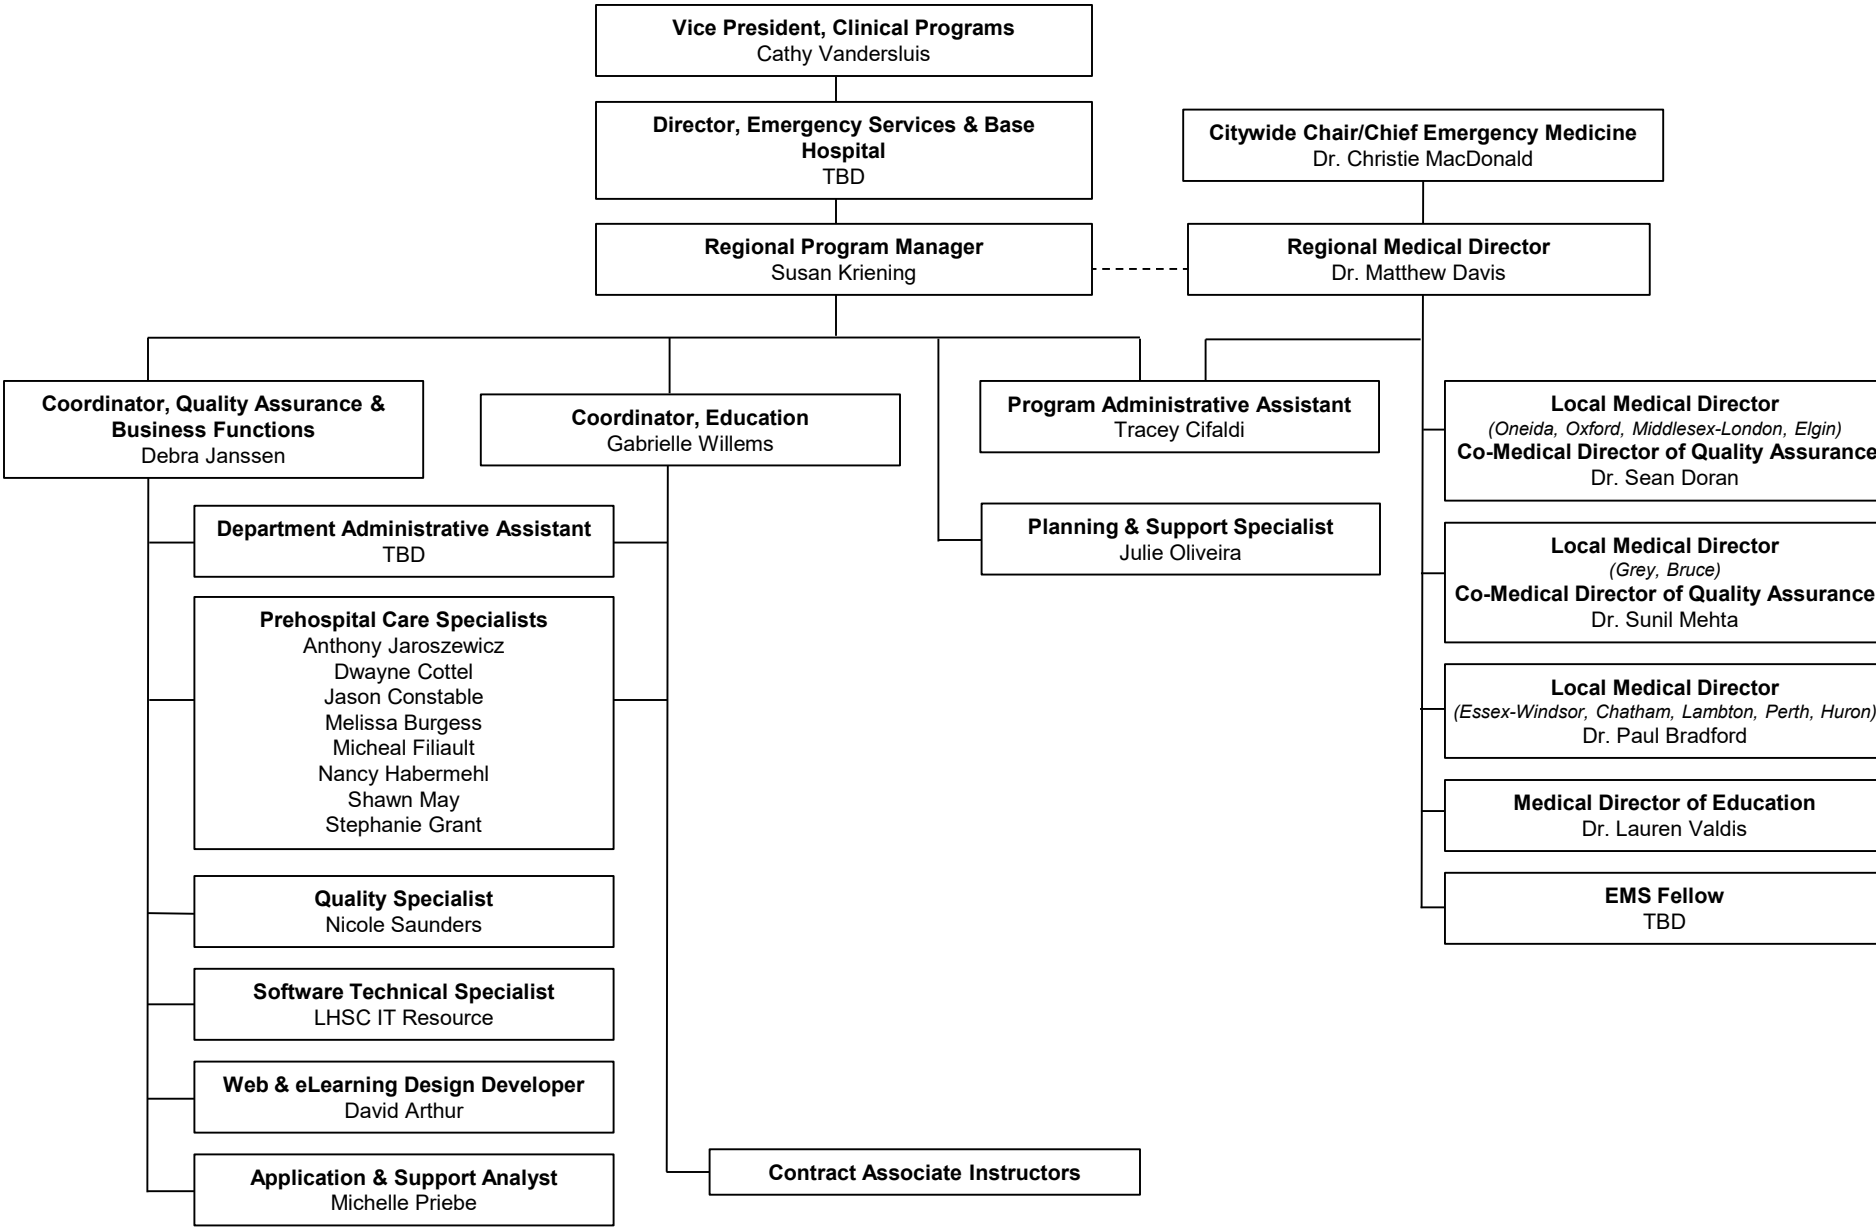 Vice President, Clinical Programs
Cathy Vandersluis
Director, Emergency Services & Base
Hospital
TBD
Citywide Chair/Chief Emergency Medicine
Dr. Christie MacDonald
Regional Program Manager
Susan Kriening
Regional Medical Director
Dr. Matthew Davis
Coordinator, Quality Assurance &
Business Functions
Debra Janssen
Coordinator, Education
Gabrielle Willems
Program Administrative Assistant
Tracey Cifaldi
Planning & Support Specialist
Julie Oliveira
Department Administrative Assistant
TBD
Prehospital Care Specialists
Anthony Jaroszewicz
Dwayne Cottel
Jason Constable
Melissa Burgess
Micheal Filiault
Nancy Habermehl
Shawn May
Stephanie Grant
Quality Specialist
Nicole Saunders
Software Technical Specialist
LHSC IT Resource
Web & eLearning Design Developer
David Arthur
Application & Support Analyst
Michelle Priebe
Contract Associate Instructors
Local Medical Director
(Oneida, Oxford, Middlesex-London, Elgin)
Co-Medical Director of Quality Assurance
Dr. Sean Doran
Local Medical Director
(Grey, Bruce)
Co-Medical Director of Quality Assurance
Dr. Sunil Mehta
Local Medical Director
(Essex-Windsor, Chatham, Lambton, Perth, Huron)
Dr. Paul Bradford
Medical Director of Education
Dr. Lauren Valdis
EMS Fellow
TBD